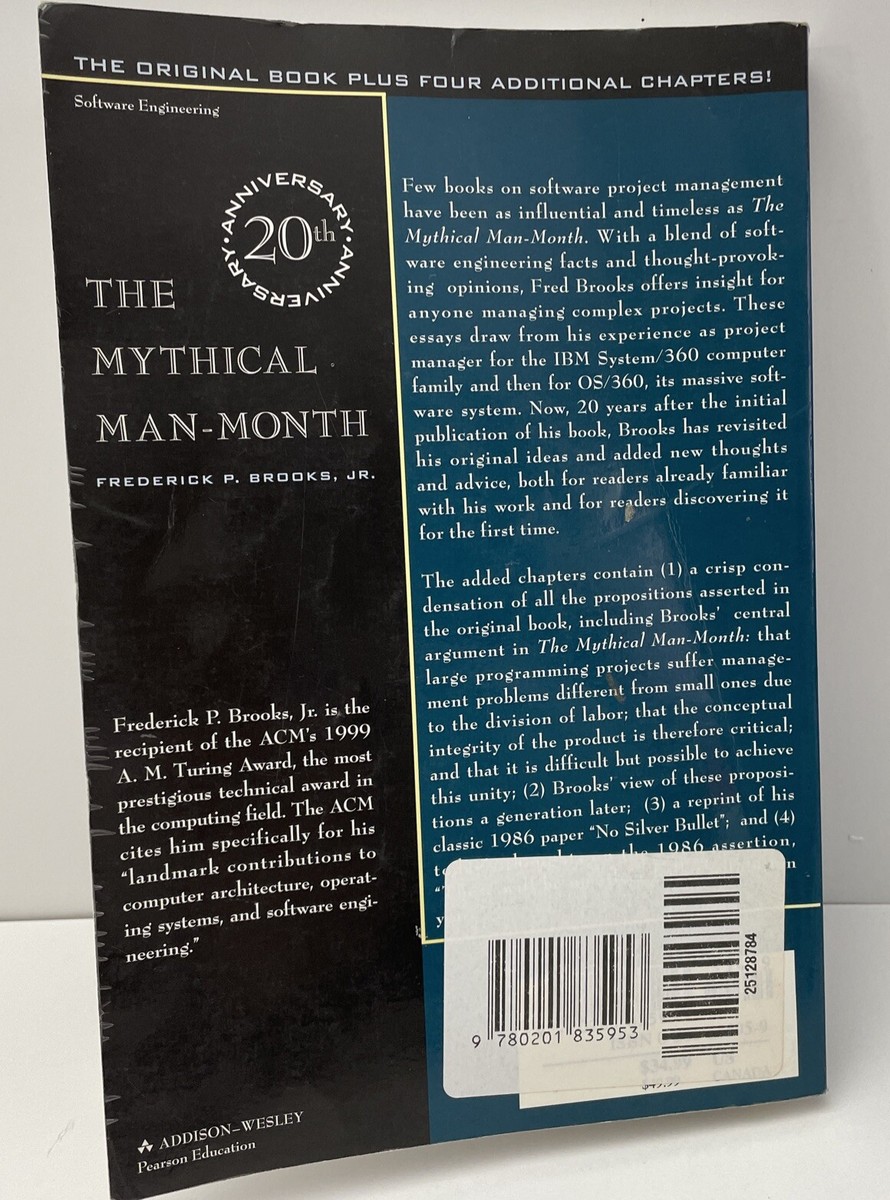 THE ORIGINAL BOOK PLUS FOUR ADDITIONAL CHAPTERS!
Software Engineering
ANNIVERSARY · ANNIVERSARY ·
20th
THE
MYTHICAL
MAN-MONTH
FREDERICK P. BROOKS, JR.
Frederick P. Brooks, Jr. is the
recipient of the ACM's 1999
A. M. Turing Award, the most
prestigious technical award in
the computing field. The ACM
cites him specifically for his
“landmark contributions to
computer architecture, operat-
ing systems, and software engi-
neering.”
ADDISON–WESLEY
Pearson Education
Few books on software project management
have been as influential and timeless as The
Mythical Man-Month. With a blend of soft-
ware engineering facts and thought-provok-
ing opinions, Fred Brooks offers insight for
anyone managing complex projects. These
essays draw from his experience as project
manager for the IBM System/360 computer
family and then for OS/360, its massive soft-
ware system. Now, 20 years after the initial
publication of his book, Brooks has revisited
his original ideas and added new thoughts
and advice, both for readers already familiar
with his work and for readers discovering it
for the first time.
The added chapters contain (1) a crisp con-
densation of all the propositions asserted in
the original book, including Brooks' central
argument in The Mythical Man-Month: that
large programming projects suffer manage-
ment problems different from small ones due
to the division of labor; that the conceptual
integrity of the product is therefore critical;
and that it is difficult but possible to achieve
this unity; (2) Brooks' view of these proposi-
tions a generation later; (3) a reprint of his
classic 1986 paper “No Silver Bullet”; and (4)
the 1986 assertion,
9 780201 835953
25128784
US
CANADA